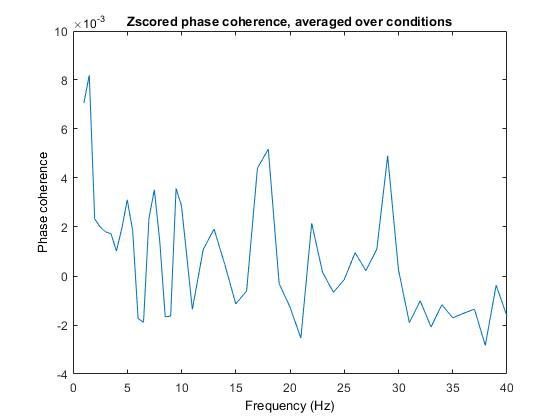 Zscored phase coherence, averaged over conditions
×10⁻³
10
8
6
4
2
0
-2
-4
Phase coherence
0 5 10 15 20 25 30 35 40
Frequency (Hz)